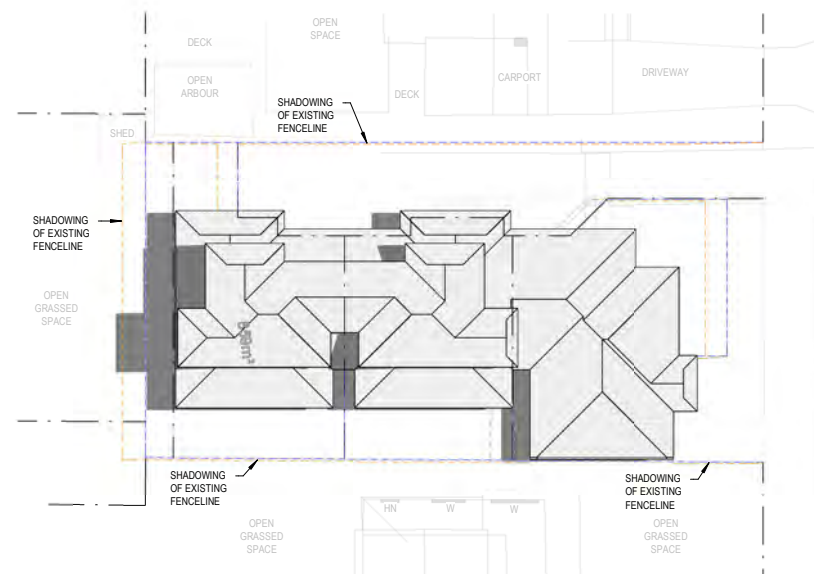 OPEN
SPACE
DECK
OPEN
ARBOUR
DECK
CARPORT
DRIVEWAY
SHADOWING
OF EXISTING
FENCELINE
SHED
SHADOWING
OF EXISTING
FENCELINE
OPEN
GRASSED
SPACE
SHADOWING
OF EXISTING
FENCELINE
SHADOWING
OF EXISTING
FENCELINE
HN
W
W
OPEN
GRASSED
SPACE
OPEN
GRASSED
SPACE